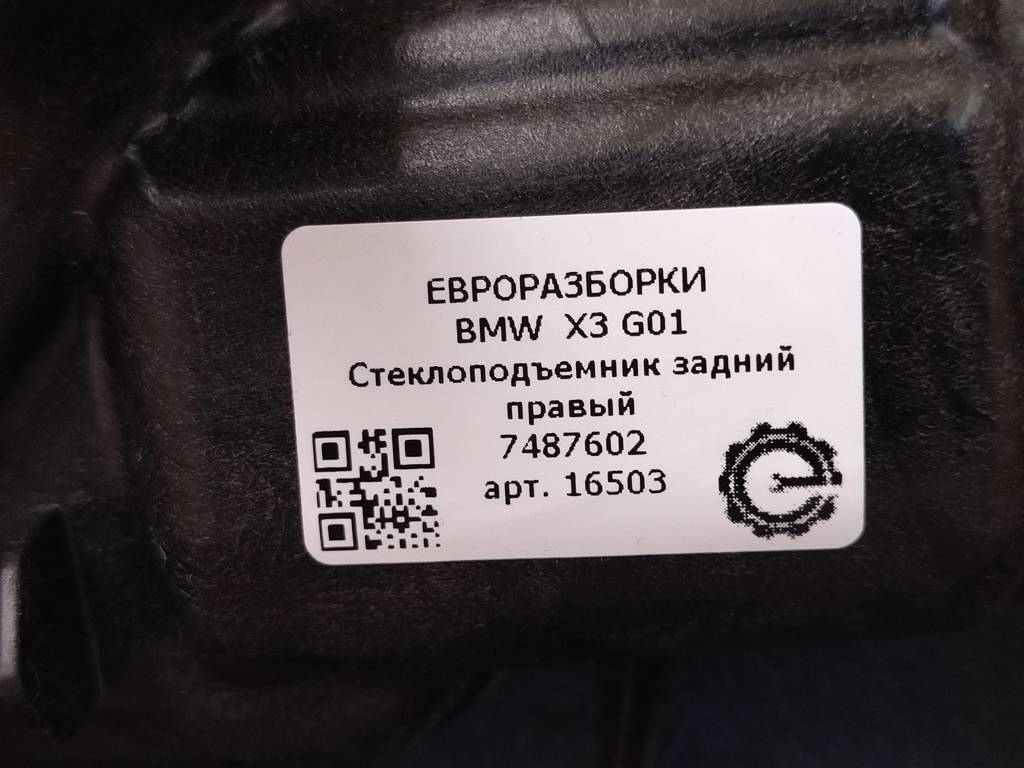 ЕВРОРАЗБОРКИ
BMW X3 G01
Стеклоподъемник задний
правый
7487602
арт. 16503